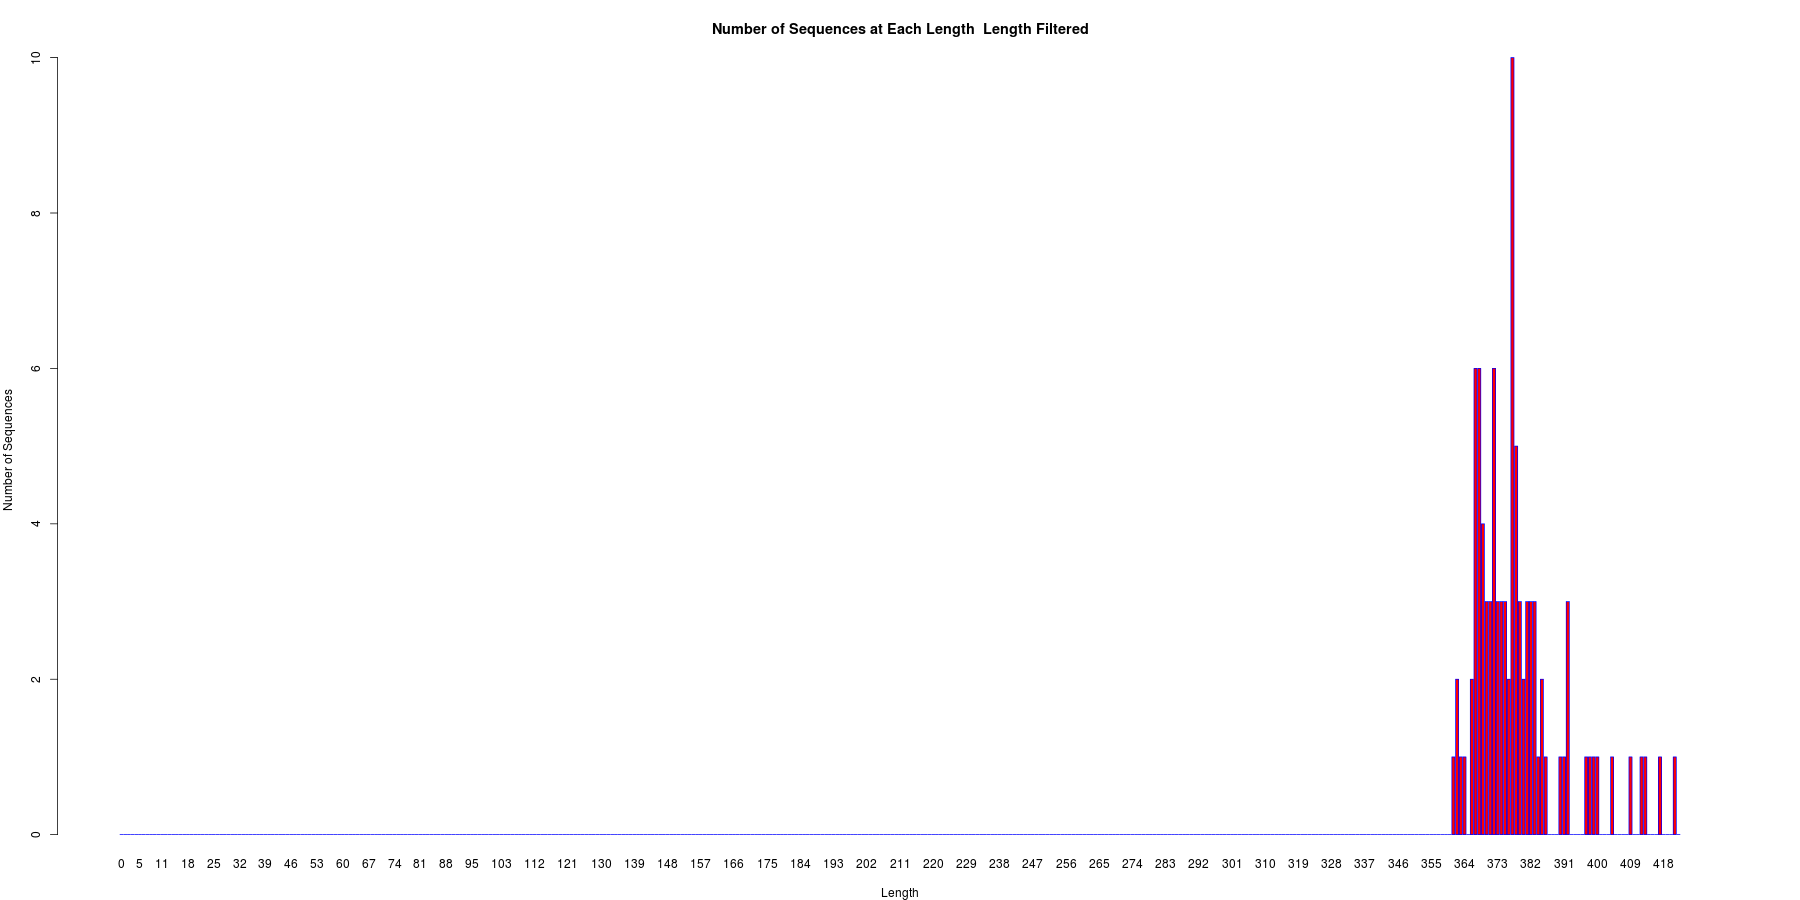 Number of Sequences at Each Length  Length Filtered
10
8
6
4
2
0
Number of Sequences
0 5 11 18 25 32 39 46 53 60 67 74 81 88 95 103 112 121 130 139 148 157 166 175 184 193 202 211 220 229 238 247 256 265 274 283 292 301 310 319 328 337 346 355 364 373 382 391 400 409 418
Length